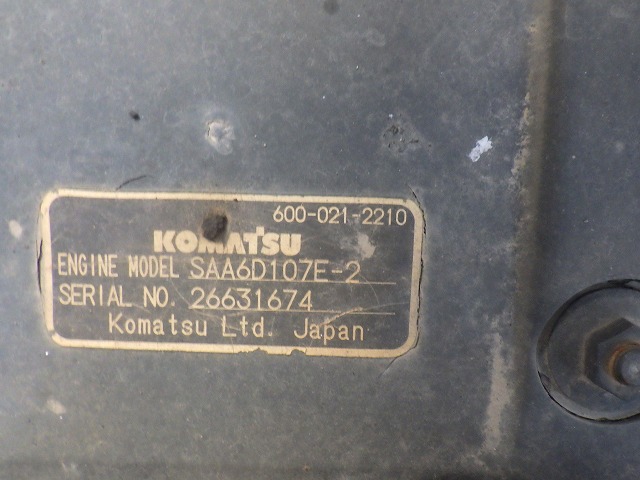 600-021-2210
KOMATSU
ENGINE MODEL SAA6D107E-2
SERIAL NO. 26631674
Komatsu Ltd. Japan